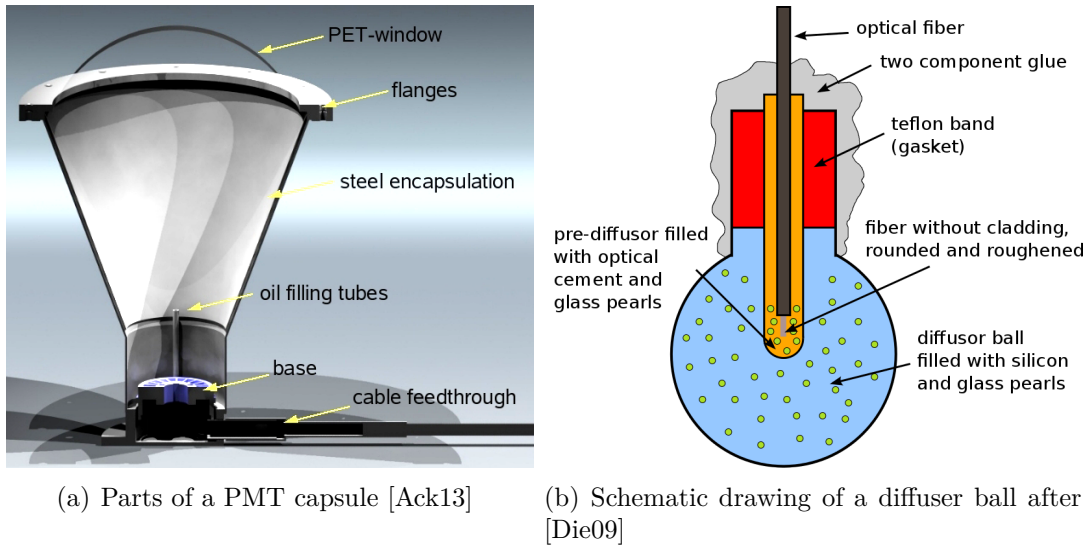 PET-window
flanges
steel encapsulation
oil filling tubes
base
cable feedthrough
(a) Parts of a PMT capsule [Ack13]
optical fiber
two component glue
teflon band
(gasket)
pre-diffusor filled
with optical
cement and
glass pearls
fiber without cladding,
rounded and roughened
diffusor ball
filled with silicon
and glass pearls
(b) Schematic drawing of a diffuser ball after
[Die09]